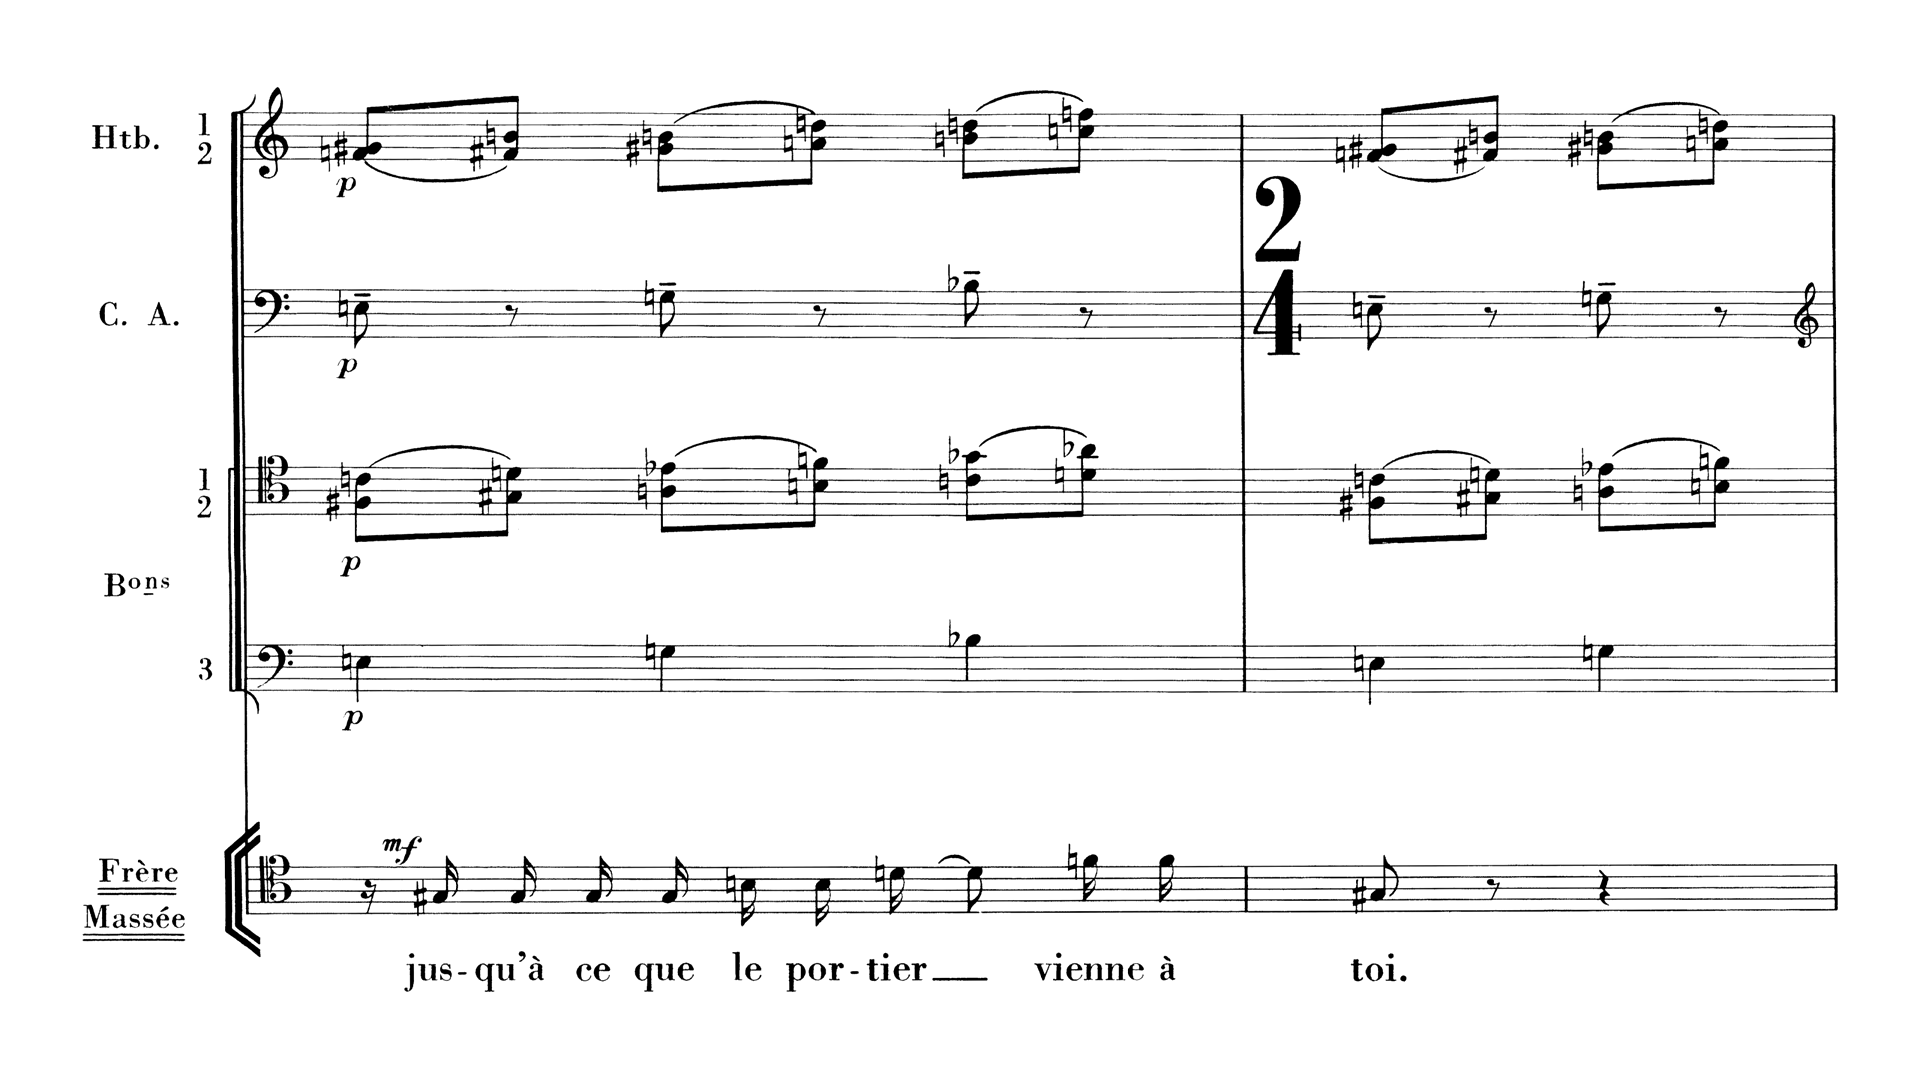 Htb. 1
2
p
2
4
C. A.
p
1
2
p
Bons
3
p
mf
Frère
Massée
jus-qu'à ce que le por-tier vienne à toi.